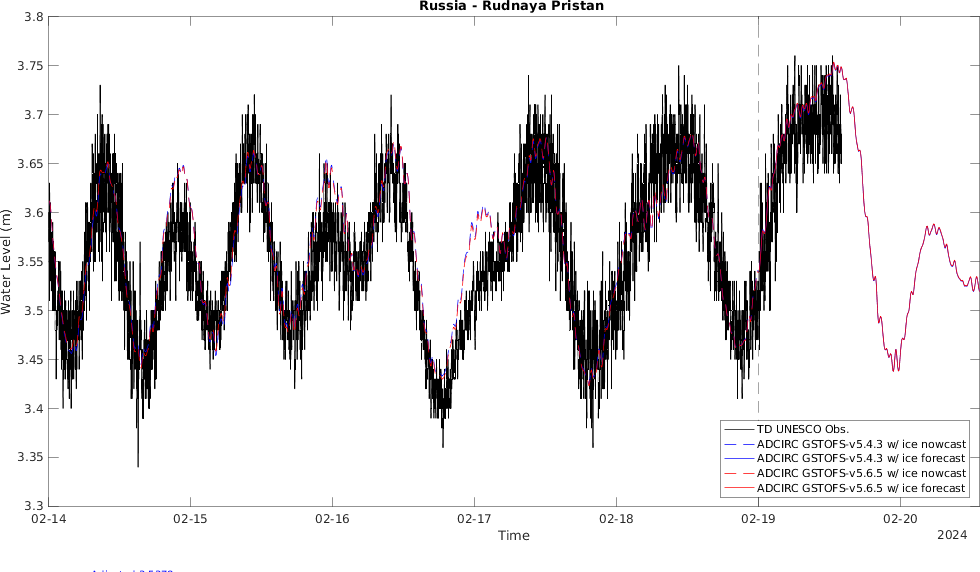 Russia - Rudnaya Pristan
3.8
3.75
3.7
3.65
3.6
3.55
3.5
3.45
3.4
3.35
3.3
Water Level (m)
02-14
02-15
02-16
02-17
02-18
02-19
02-20
Time
2024
TD UNESCO Obs.
ADCIRC GSTOFS-v5.4.3 w/ ice nowcast
ADCIRC GSTOFS-v5.4.3 w/ ice forecast
ADCIRC GSTOFS-v5.6.5 w/ ice nowcast
ADCIRC GSTOFS-v5.6.5 w/ ice forecast